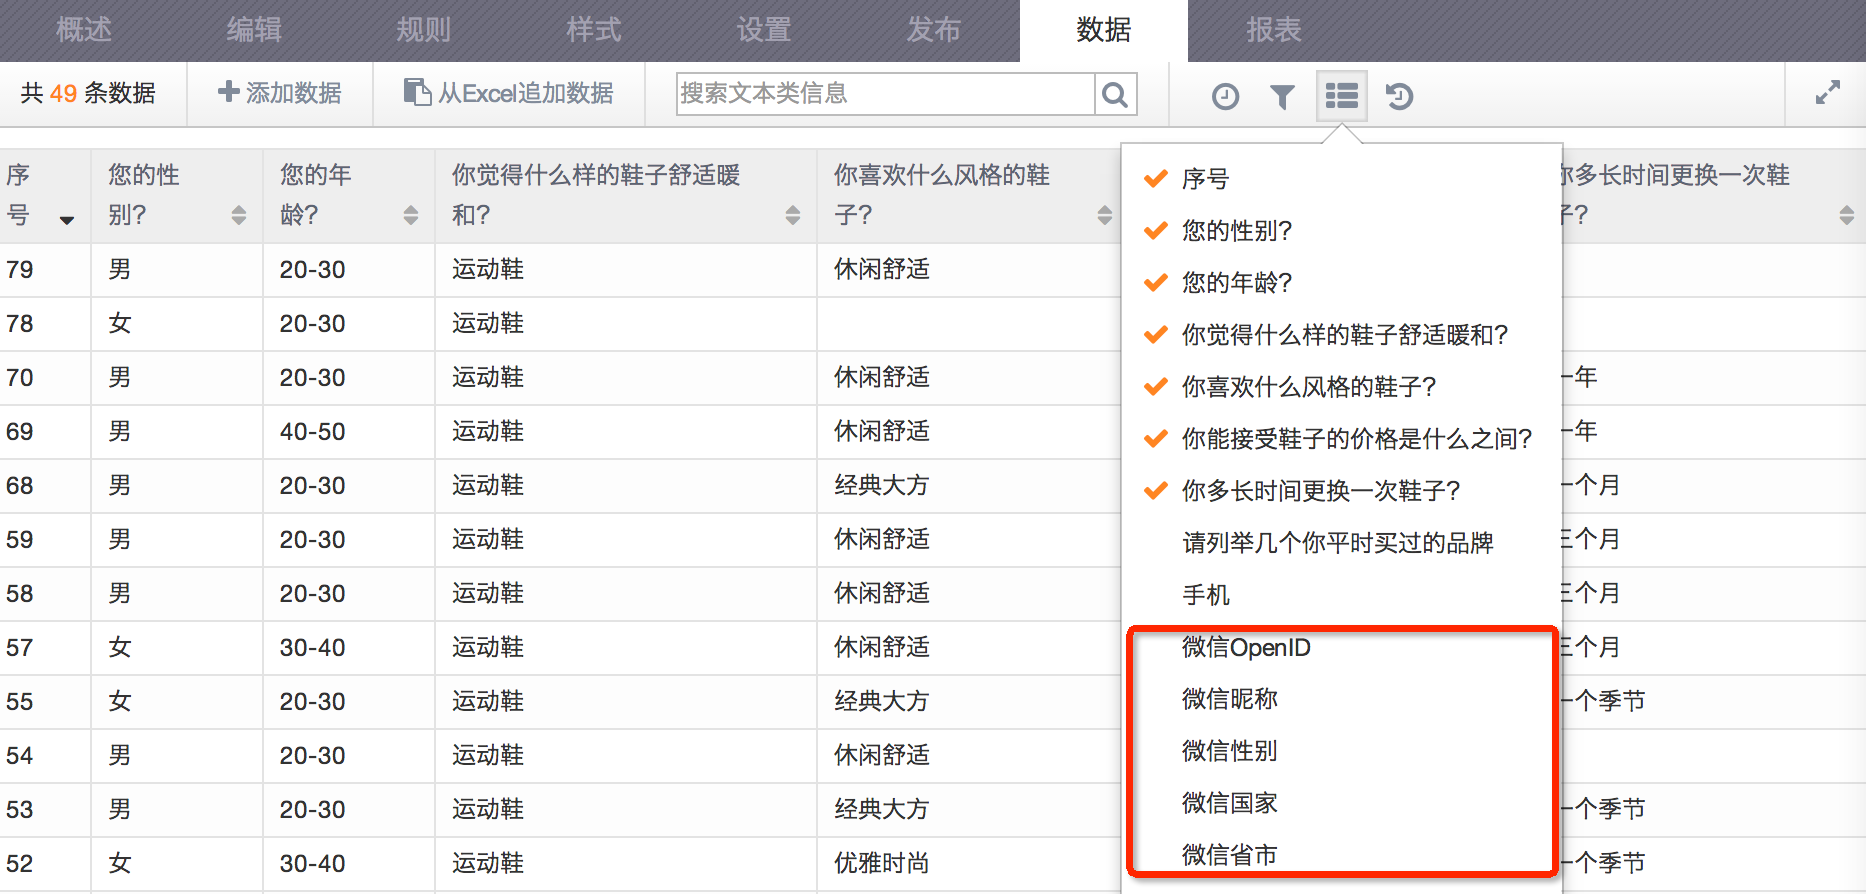 概述 编辑 规则 样式 设置 发布 数据 报表
共 49 条数据 添加数据 从Excel追加数据 搜索文本类信息
序号 您的性别? 您的年龄? 你觉得什么样的鞋子舒适暖和? 你喜欢什么风格的鞋子? 你多长时间更换一次鞋子?
79 男 20-30 运动鞋 休闲舒适
78 女 20-30 运动鞋
70 男 20-30 运动鞋 休闲舒适 一年
69 男 40-50 运动鞋 休闲舒适 一年
68 男 20-30 运动鞋 经典大方 一个月
59 男 20-30 运动鞋 休闲舒适 三个月
58 男 20-30 运动鞋 休闲舒适 三个月
57 女 30-40 运动鞋 休闲舒适 三个月
55 女 20-30 运动鞋 经典大方 一个季节
54 男 20-30 运动鞋 休闲舒适
53 男 20-30 运动鞋 经典大方 一个季节
52 女 30-40 运动鞋 优雅时尚 一个季节
序号
您的性别?
您的年龄?
你觉得什么样的鞋子舒适暖和?
你喜欢什么风格的鞋子?
你能接受鞋子的价格是什么之间?
你多长时间更换一次鞋子?
请列举几个你平时买过的品牌
手机
微信OpenID
微信昵称
微信性别
微信国家
微信省市